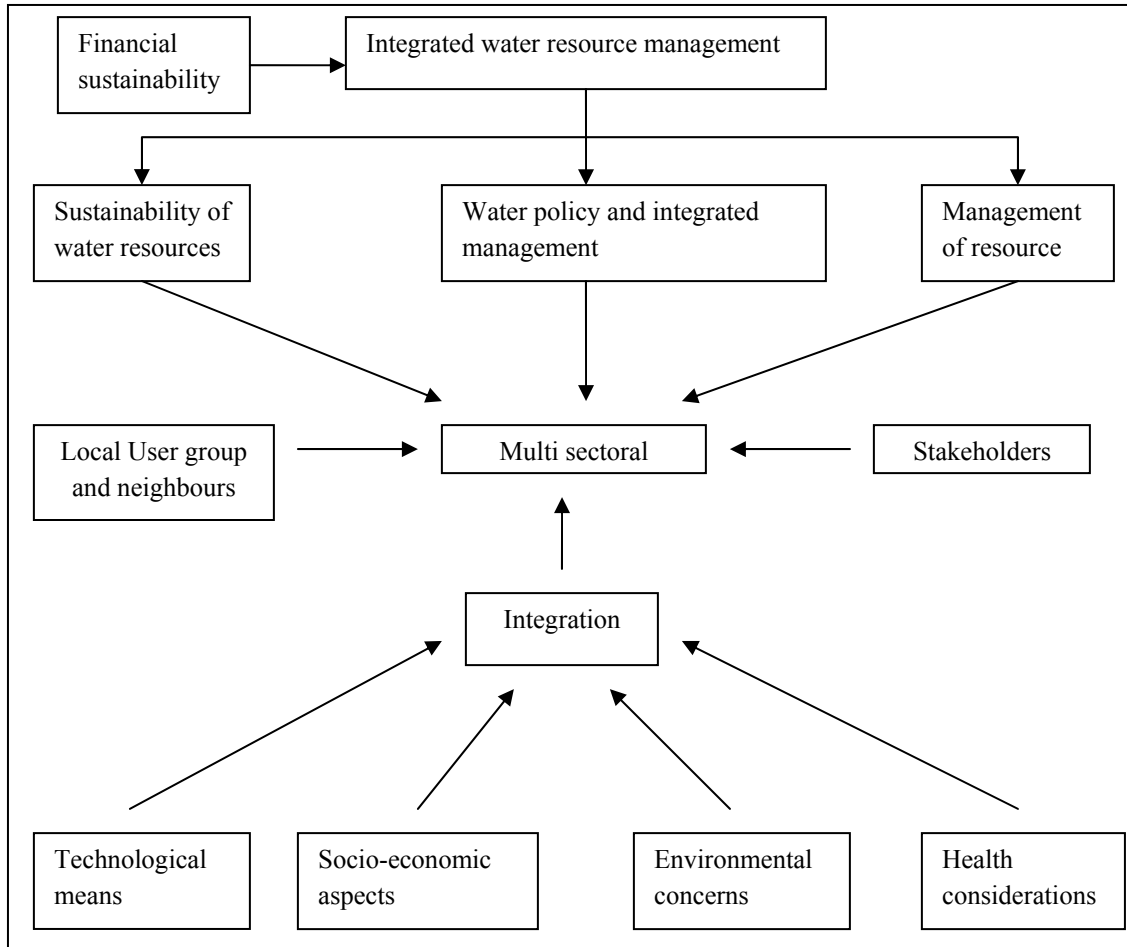 Financial
sustainability
Integrated water resource management
Sustainability of
water resources
Water policy and integrated
management
Management
of resource
Local User group
and neighbours
Multi sectoral
Stakeholders
Integration
Technological
means
Socio-economic
aspects
Environmental
concerns
Health
considerations